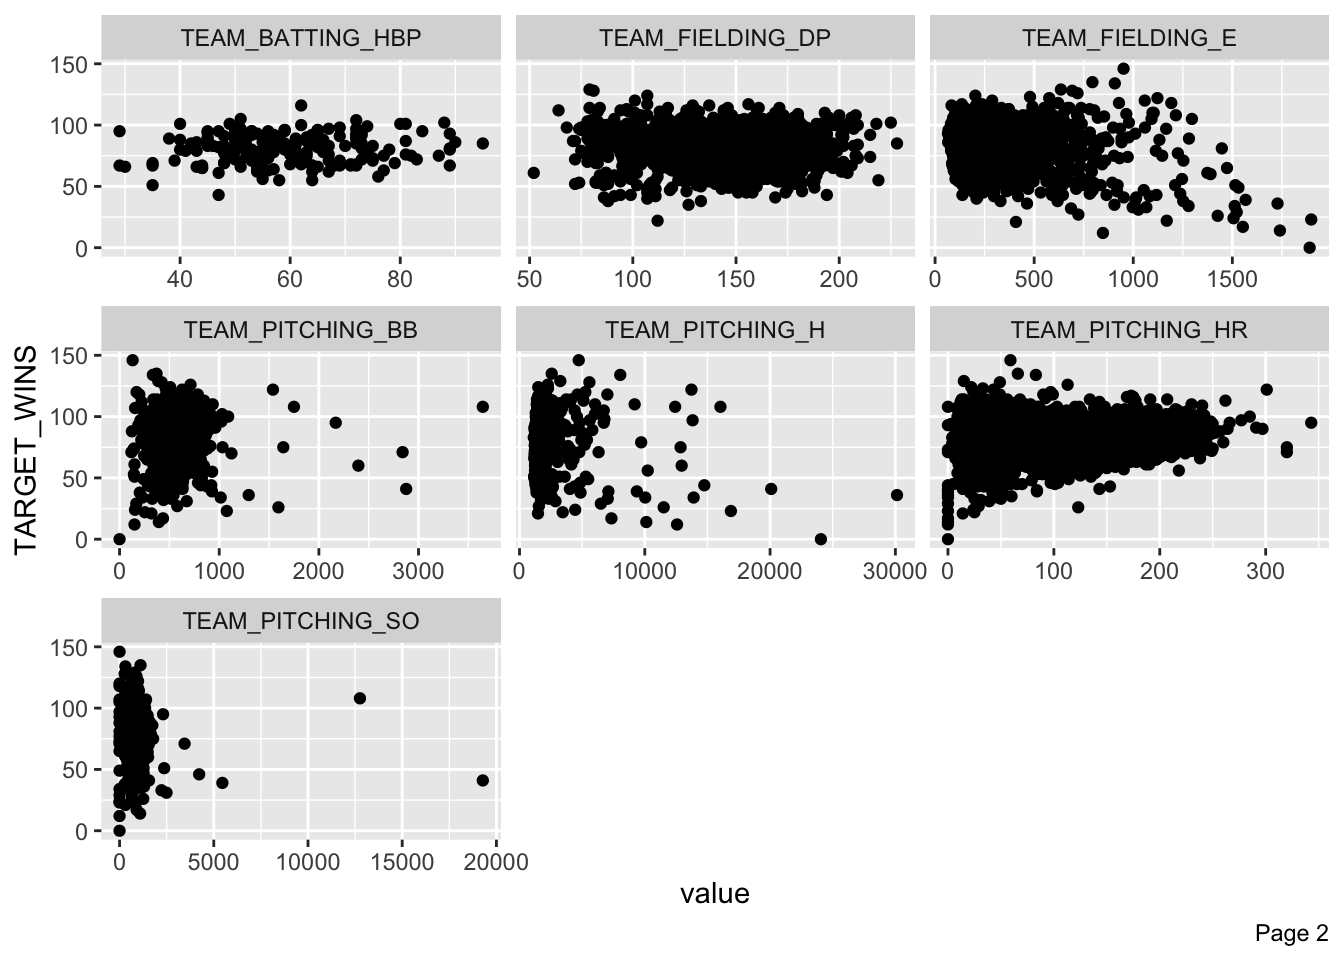 TEAM_BATTING_HBP TEAM_FIELDING_DP TEAM_FIELDING_E
150
100
50
0
40 60 80 50 100 150 200 0 500 1000 1500
TEAM_PITCHING_BB TEAM_PITCHING_H TEAM_PITCHING_HR
TARGET_WINS
150
100
50
0
0 1000 2000 3000 0 10000 20000 30000 0 100 200 300
TEAM_PITCHING_SO
150
100
50
0
0 5000 10000 15000 20000
value
Page 2